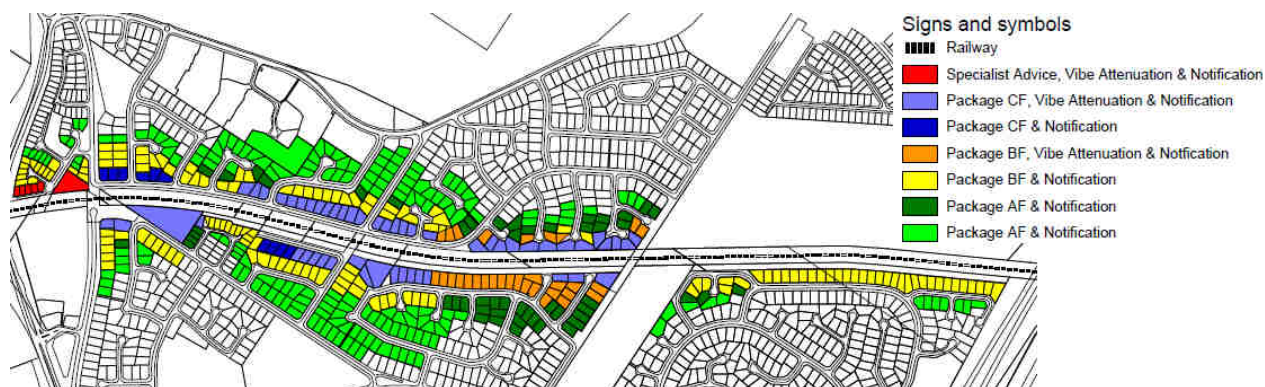 Signs and symbols
Railway
Specialist Advice, Vibe Attenuation & Notification
Package CF, Vibe Attenuation & Notification
Package CF & Notification
Package BF, Vibe Attenuation & Notfication
Package BF & Notification
Package AF & Notification
Package AF & Notification